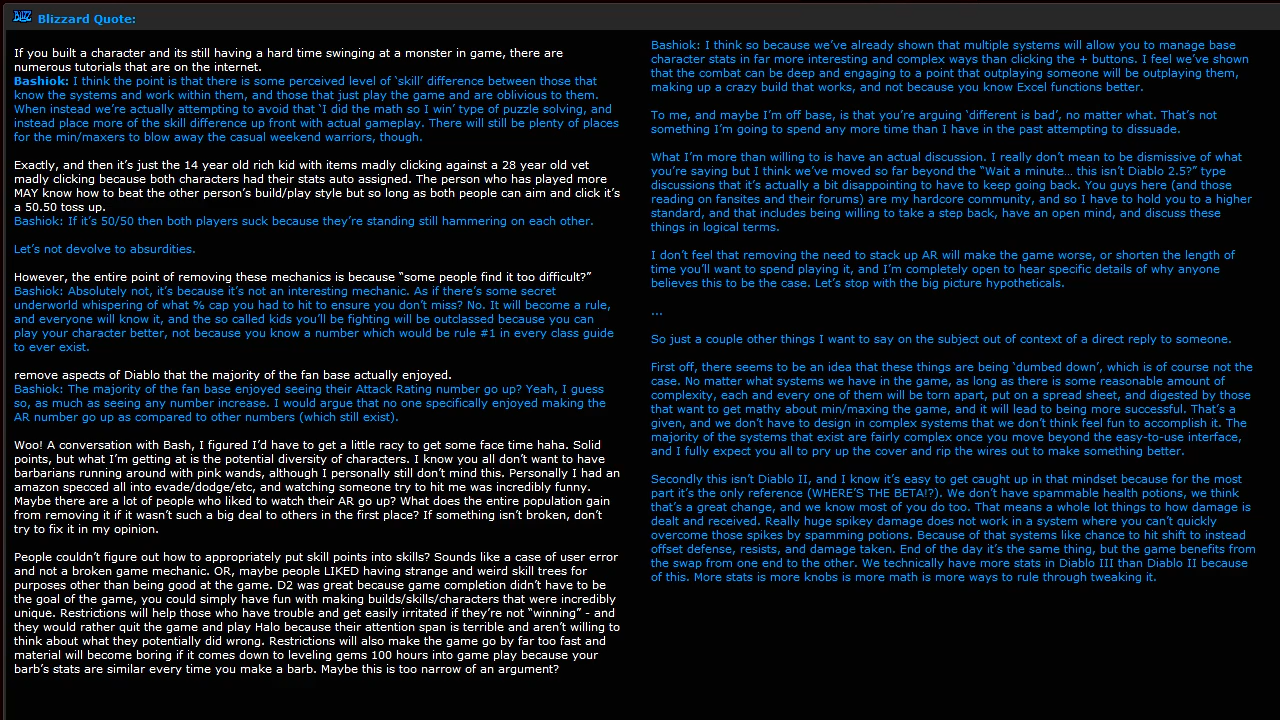 BLIZZ Blizzard Quote:
If you built a character and its still having a hard time swinging at a monster in game, there are
numerous tutorials that are on the internet.
Bashiok: I think the point is that there is some perceived level of ‘skill’ difference between those that
know the systems and work within them, and those that just play the game and are oblivious to them.
When instead we’re actually attempting to avoid that ‘I did the math so I win’ type of puzzle solving, and
instead place more of the skill difference up front with actual gameplay. There will still be plenty of places
for the min/maxers to blow away the casual weekend warriors, though.
Exactly, and then it’s just the 14 year old rich kid with items madly clicking against a 28 year old vet
madly clicking because both characters had their stats auto assigned. The person who has played more
MAY know how to beat the other person’s build/play style but so long as both people can aim and click it’s
a 50.50 toss up.
Bashiok: If it’s 50/50 then both players suck because they’re standing still hammering on each other.
Let’s not devolve to absurdities.
However, the entire point of removing these mechanics is because “some people find it too difficult?”
Bashiok: Absolutely not, it’s because it’s not an interesting mechanic. As if there’s some secret
underworld whispering of what % cap you had to hit to ensure you don’t miss? No. It will become a rule,
and everyone will know it, and the so called kids you’ll be fighting will be outclassed because you can
play your character better, not because you know a number which would be rule #1 in every class guide
to ever exist.
remove aspects of Diablo that the majority of the fan base actually enjoyed.
Bashiok: The majority of the fan base enjoyed seeing their Attack Rating number go up? Yeah, I guess
so, as much as seeing any number increase. I would argue that no one specifically enjoyed making the
AR number go up as compared to other numbers (which still exist).
Woo! A conversation with Bash, I figured I’d have to get a little racy to get some face time haha. Solid
points, but what I’m getting at is the potential diversity of characters. I know you all don’t want to have
barbarians running around with pink wands, although I personally still don’t mind this. Personally I had an
amazon specced all into evade/dodge/etc, and watching someone try to hit me was incredibly funny.
Maybe there are a lot of people who liked to watch their AR go up? What does the entire population gain
from removing it if it wasn’t such a big deal to others in the first place? If something isn’t broken, don’t
try to fix it in my opinion.
People couldn’t figure out how to appropriately put skill points into skills? Sounds like a case of user error
and not a broken game mechanic. OR, maybe people LIKED having strange and weird skill trees for
purposes other than being good at the game. D2 was great because game completion didn’t have to be
the goal of the game, you could simply have fun with making builds/skills/characters that were incredibly
unique. Restrictions will help those who have trouble and get easily irritated if they’re not “winning” - and
they would rather quit the game and play Halo because their attention span is terrible and aren’t willing to
think about what they potentially did wrong. Restrictions will also make the game go by far too fast and
material will become boring if it comes down to leveling gems 100 hours into game play because your
barb’s stats are similar every time you make a barb. Maybe this is too narrow of an argument?
Bashiok: I think so because we’ve already shown that multiple systems will allow you to manage base
character stats in far more interesting and complex ways than clicking the + buttons. I feel we’ve shown
that the combat can be deep and engaging to a point that outplaying someone will be outplaying them,
making up a crazy build that works, and not because you know Excel functions better.
To me, and maybe I’m off base, is that you’re arguing ‘different is bad’, no matter what. That’s not
something I’m going to spend any more time than I have in the past attempting to dissuade.
What I’m more than willing to is have an actual discussion. I really don’t mean to be dismissive of what
you’re saying but I think we’ve moved so far beyond the “Wait a minute… this isn’t Diablo 2.5?” type
discussions that it’s actually a bit disappointing to have to keep going back. You guys here (and those
reading on fansites and their forums) are my hardcore community, and so I have to hold you to a higher
standard, and that includes being willing to take a step back, have an open mind, and discuss these
things in logical terms.
I don’t feel that removing the need to stack up AR will make the game worse, or shorten the length of
time you’ll want to spend playing it, and I’m completely open to hear specific details of why anyone
believes this to be the case. Let’s stop with the big picture hypotheticals.
…
So just a couple other things I want to say on the subject out of context of a direct reply to someone.
First off, there seems to be an idea that these things are being ‘dumbed down’, which is of course not the
case. No matter what systems we have in the game, as long as there is some reasonable amount of
complexity, each and every one of them will be torn apart, put on a spread sheet, and digested by those
that want to get mathy about min/maxing the game, and it will lead to being more successful. That’s a
given, and we don’t have to design in complex systems that we don’t think feel fun to accomplish it. The
majority of the systems that exist are fairly complex once you move beyond the easy-to-use interface,
and I fully expect you all to pry up the cover and rip the wires out to make something better.
Secondly this isn’t Diablo II, and I know it’s easy to get caught up in that mindset because for the most
part it’s the only reference (WHERE’S THE BETA!?). We don’t have spammable health potions, we think
that’s a great change, and we know most of you do too. That means a whole lot things to how damage is
dealt and received. Really huge spikey damage does not work in a system where you can’t quickly
overcome those spikes by spamming potions. Because of that systems like chance to hit shift to instead
offset defense, resists, and damage taken. End of the day it’s the same thing, but the game benefits from
the swap from one end to the other. We technically have more stats in Diablo III than Diablo II because
of this. More stats is more knobs is more math is more ways to rule through tweaking it.